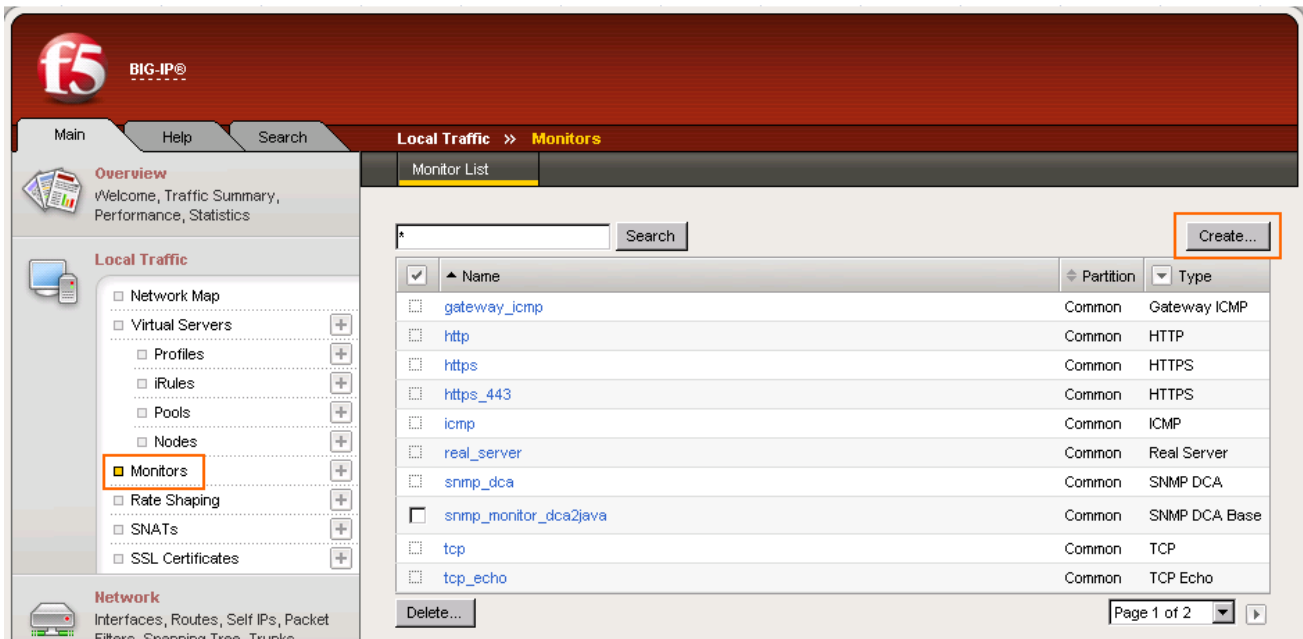 f5
BIG-IP®
Main
Help
Search
Local Traffic >> Monitors
Monitor List
Overview
Welcome, Traffic Summary,
Performance, Statistics
Local Traffic
Network Map
Virtual Servers
Profiles
iRules
Pools
Nodes
Monitors
Rate Shaping
SNATs
SSL Certificates
Network
Interfaces, Routes, Self IPs, Packet
Filters, Spanning Tree, Trunks
* Search Create...
Name Partition Type
gateway_icmp Common Gateway ICMP
http Common HTTP
https Common HTTPS
https_443 Common HTTPS
icmp Common ICMP
real_server Common Real Server
snmp_dca Common SNMP DCA
snmp_monitor_dca2java Common SNMP DCA Base
tcp Common TCP
tcp_echo Common TCP Echo
Delete... Page 1 of 2